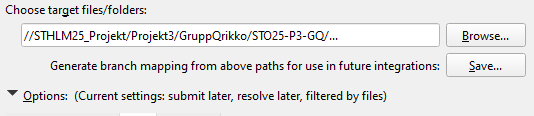 Choose target files/folders:
//STHLM25_Projekt/Projekt3/GruppQrikko/STO25-P3-GQ/...
Browse...
Generate branch mapping from above paths for use in future integrations:
Save...
Options: (Current settings: submit later, resolve later, filtered by files)